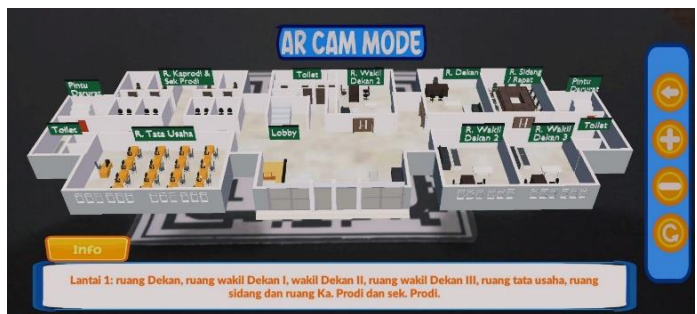 AR CAM MODE
Pintu
Darurat
R. Kaprodi &
Sek Prodi
Toilet
R. Wakil
Dekan 2
R. Dekan
R. Sidang
/ Rapat
Pintu
Darurat
Toilet
R. Tata Usaha
Lobby
R. Wakil
Dekan 2
R. Wakil
Dekan 3
Toilet
Info
Lantai 1: ruang Dekan, ruang wakil Dekan I, wakil Dekan II, ruang wakil Dekan III, ruang tata usaha, ruang
sidang dan ruang Ka. Prodi dan sek. Prodi.